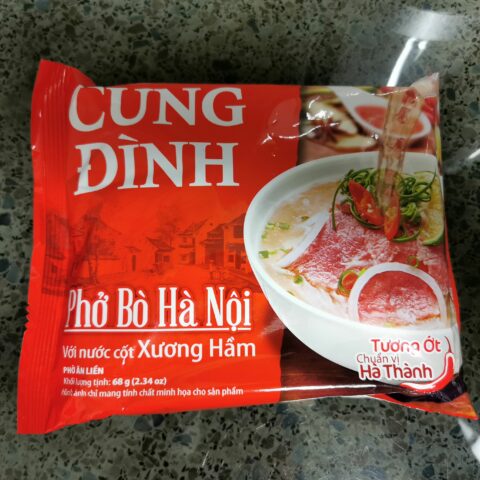 CUNG
ĐÌNH
Phở Bò Hà Nội
Với nước cốt Xương Hầm
PHỞ ĂN LIỀN
Khối lượng tịnh: 68 g (2.34 oz)
Hình ảnh chỉ mang tính chất minh họa cho sản phẩm
Tương Ớt
Chuẩn vị
Hà Thành